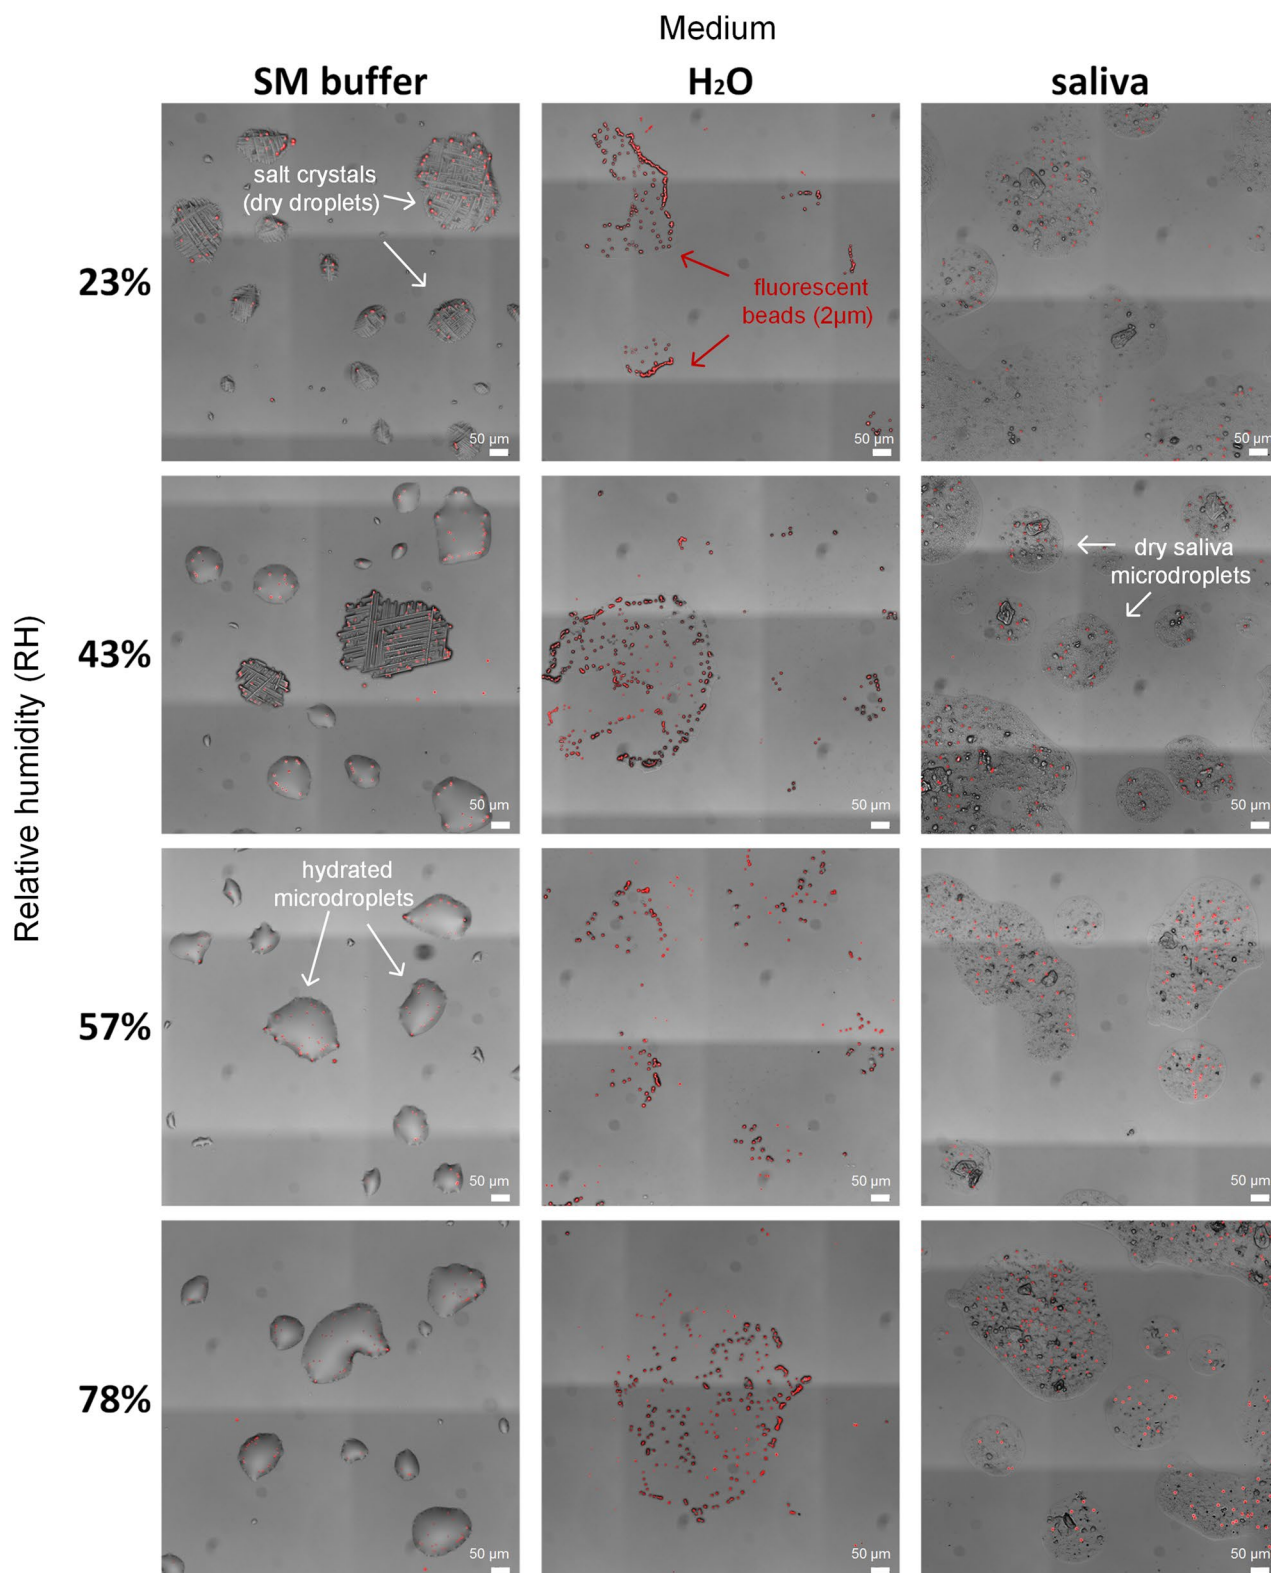 Medium
SM buffer
H₂O
saliva
Relative humidity (RH)
23%
salt crystals
(dry droplets)
50 µm
fluorescent
beads (2µm)
50 µm
50 µm
43%
50 µm
50 µm
dry saliva
microdroplets
50 µm
57%
hydrated
microdroplets
50 µm
50 µm
50 µm
78%
50 µm
50 µm
50 µm